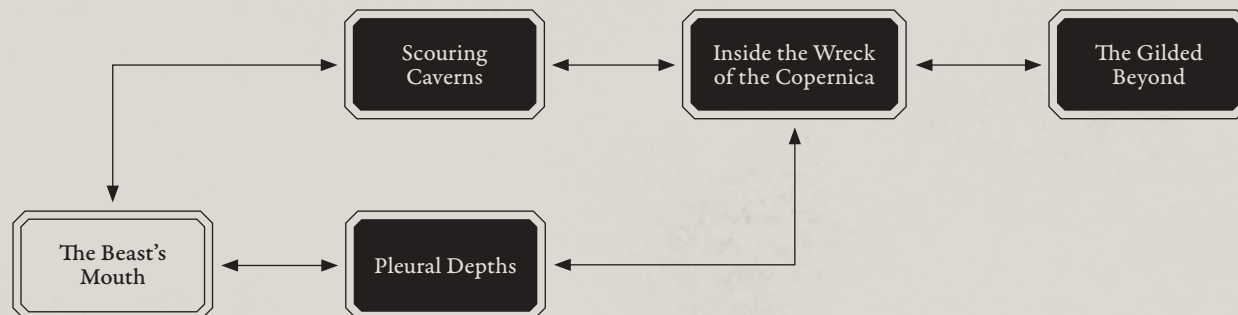 Scouring
Caverns
Inside the Wreck
of the Copernica
The Gilded
Beyond
The Beast’s
Mouth
Pleural Depths